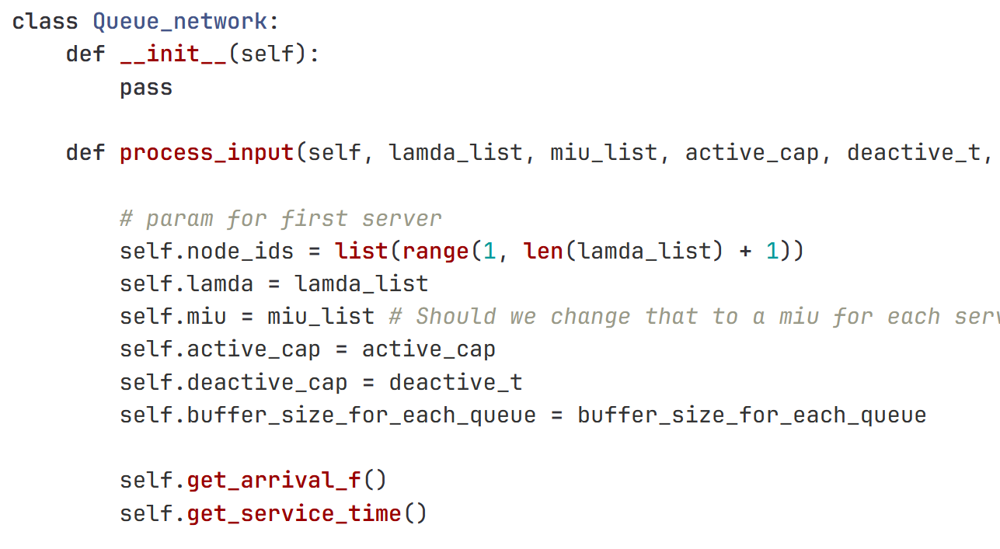 class Queue_network:
    def __init__(self):
        pass
    def process_input(self, lamda_list, miu_list, active_cap, deactive_t,
        # param for first server
        self.node_ids = list(range(1, len(lamda_list) + 1))
        self.lamda = lamda_list
        self.miu = miu_list # Should we change that to a miu for each
        self.active_cap = active_cap
        self.deactive_cap = deactive_t
        self.buffer_size_for_each_queue = buffer_size_for_each_queue
        self.get_arrival_f()
        self.get_service_time()